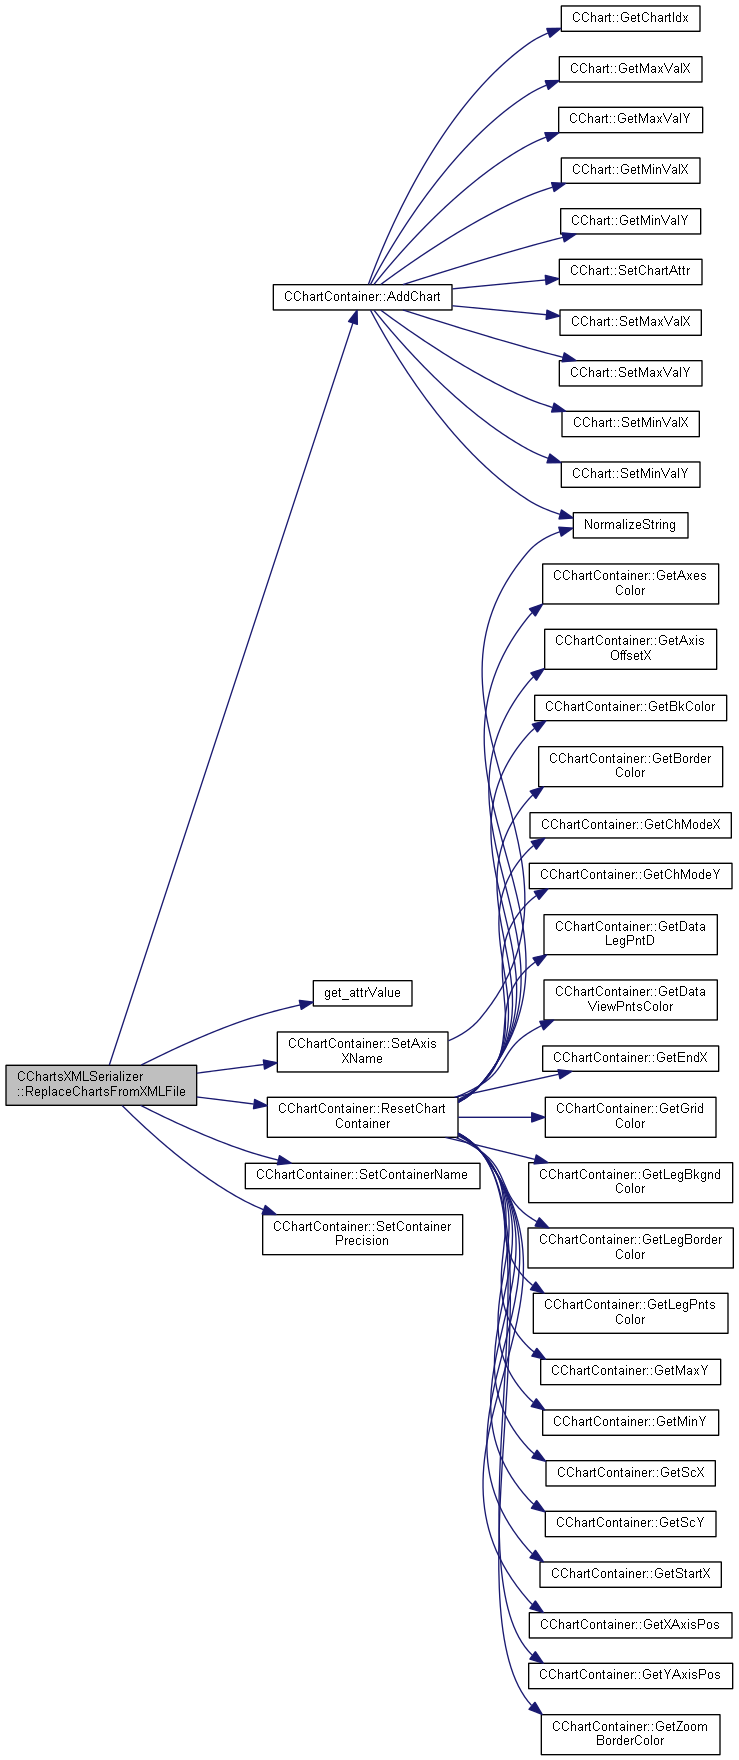 CChart::GetChartIdx
CChart::GetMaxValX
CChart::GetMaxValY
CChart::GetMinValX
CChart::GetMinValY
CChart::SetChartAttr
CChartContainer::AddChart
CChart::SetMaxValX
CChart::SetMaxValY
CChart::SetMinValX
CChart::SetMinValY
NormalizeString
CChartContainer::GetAxes
Color
CChartContainer::GetAxis
OffsetX
CChartContainer::GetBkColor
CChartContainer::GetBorder
Color
CChartContainer::GetChModeX
CChartContainer::GetChModeY
CChartContainer::GetData
LegPntD
get_attrValue
CChartContainer::GetData
ViewPntsColor
CChartContainer::SetAxis
XName
CChartContainer::GetEndX
CChartsXMLSerializer
::ReplaceChartsFromXMLFile
CChartContainer::ResetChart
Container
CChartContainer::GetGrid
Color
CChartContainer::SetContainerName
CChartContainer::GetLegBkgnd
Color
CChartContainer::SetContainer
Precision
CChartContainer::GetLegBorder
Color
CChartContainer::GetLegPnts
Color
CChartContainer::GetMaxY
CChartContainer::GetMinY
CChartContainer::GetScX
CChartContainer::GetScY
CChartContainer::GetStartX
CChartContainer::GetXAxisPos
CChartContainer::GetYAxisPos
CChartContainer::GetZoom
BorderColor